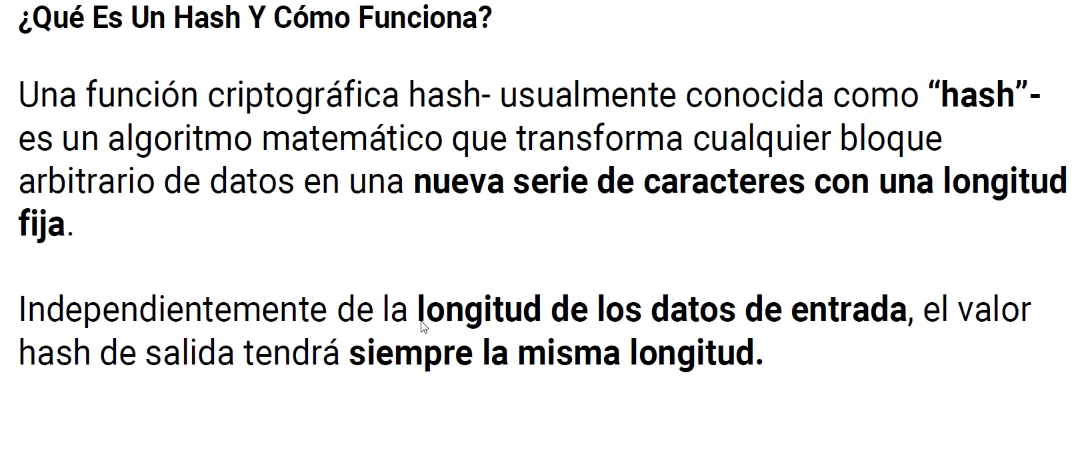 ¿Qué Es Un Hash Y Cómo Funciona?
Una función criptográfica hash- usualmente conocida como “hash”-
es un algoritmo matemático que transforma cualquier bloque
arbitrario de datos en una nueva serie de caracteres con una longitud
fija.
Independientemente de la longitud de los datos de entrada, el valor
hash de salida tendrá siempre la misma longitud.